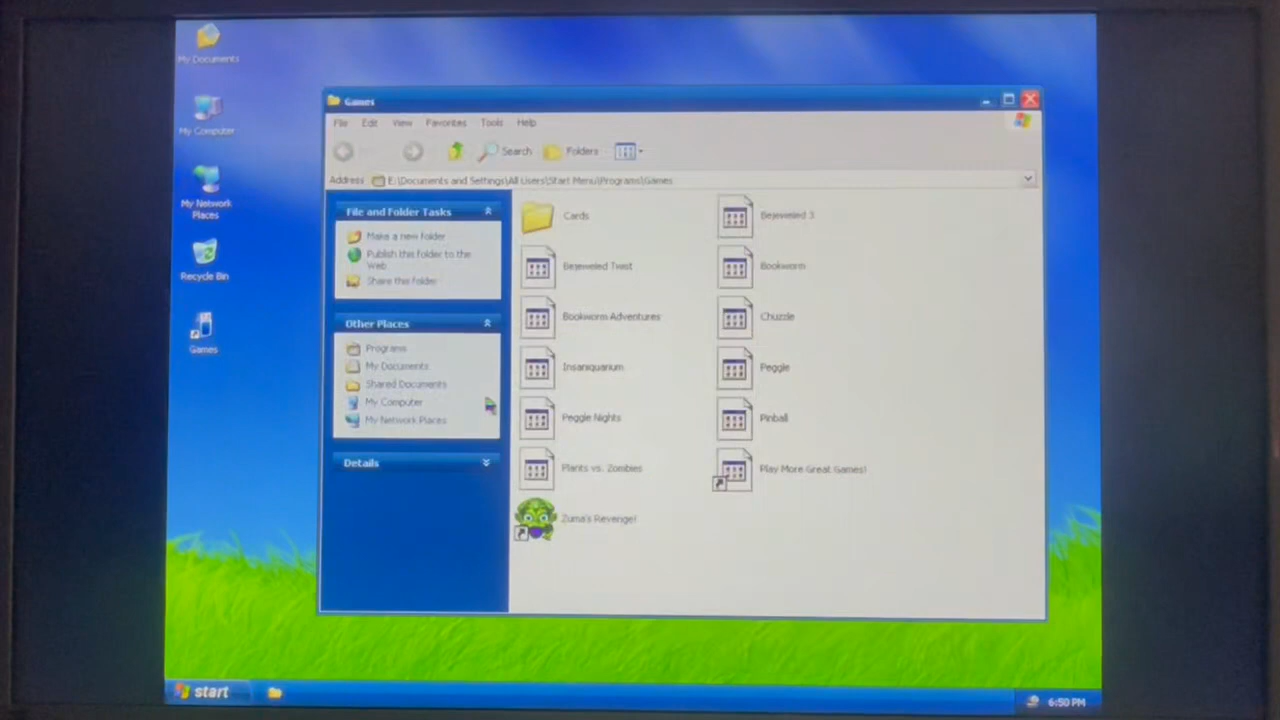 My Documents
My Computer
My Network
Places
Recycle Bin
Games
Games
File Edit View Favorites Tools Help
Search Folders
Address E:\Documents and Settings\All Users\Start Menu\Programs\Games
File and Folder Tasks
Make a new folder
Publish this folder to the
web
Share this folder
Other Places
Programs
My Documents
Shared Documents
My Computer
My Network Places
Details
Cards
Bejeweled 3
Bejeweled Twist
Bookworm
Bookworm Adventures
Chuzzle
Insaniquarium
Peggle
Peggle Nights
Pinball
Plants vs. Zombies
Play More Great Games!
Zuma's Revenge!
start
6:50 PM